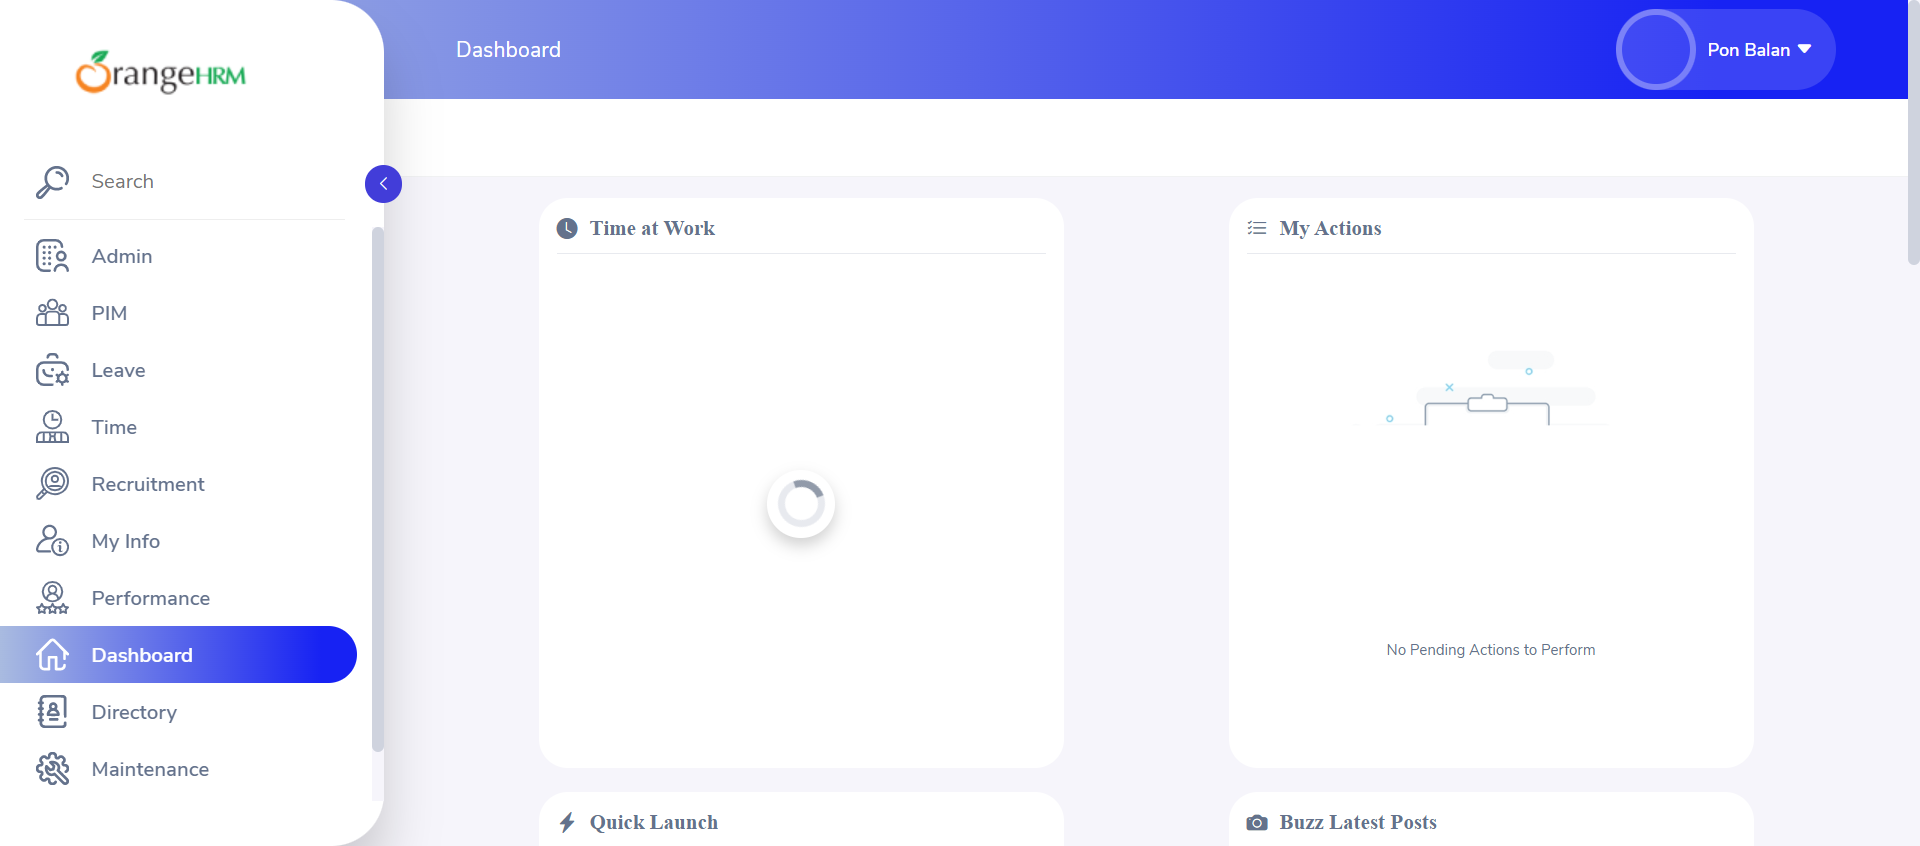 OrangeHRM
Dashboard
Pon Balan
Search
Admin
PIM
Leave
Time
Recruitment
My Info
Performance
Dashboard
Directory
Maintenance
Time at Work
My Actions
No Pending Actions to Perform
Quick Launch
Buzz Latest Posts